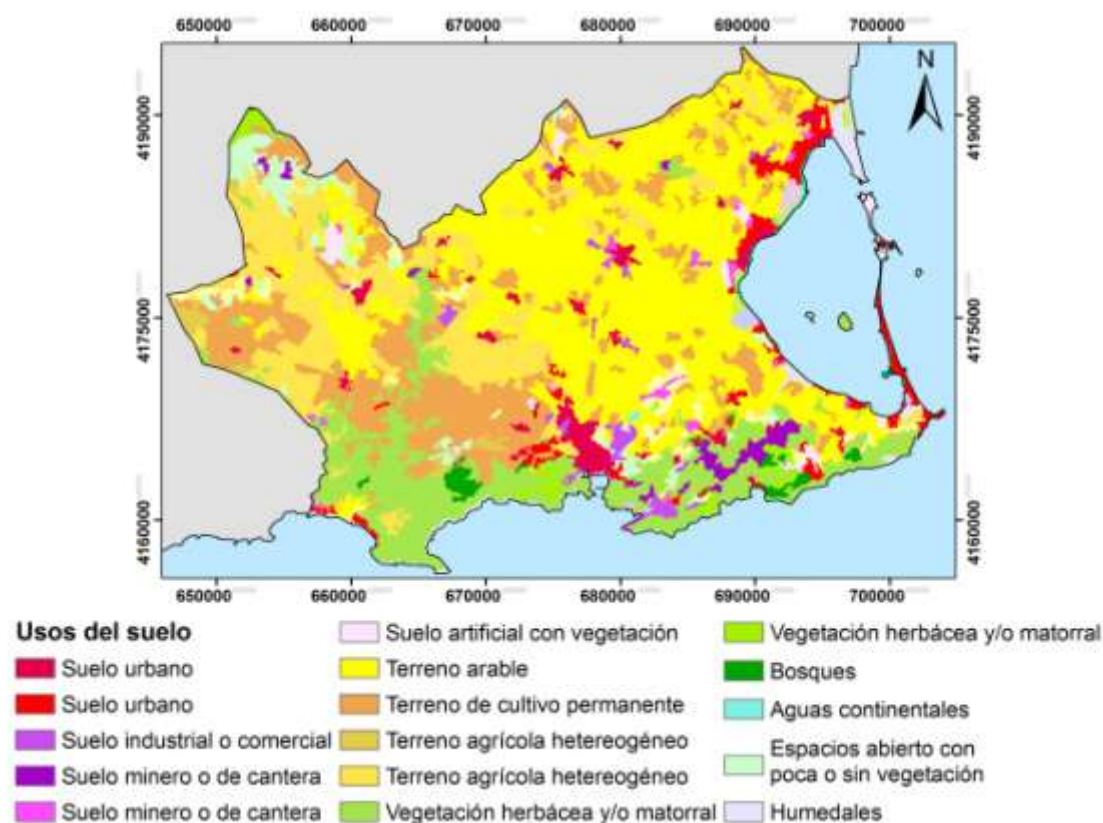 650000 660000 670000 680000 690000 700000
N
4190000 4190000
4175000 4175000
4160000 4160000
650000 660000 670000 680000 690000 700000
Usos del suelo
Suelo urbano
Suelo urbano
Suelo industrial o comercial
Suelo minero o de cantera
Suelo minero o de cantera
Suelo artificial con vegetación
Terreno arable
Terreno de cultivo permanente
Terreno agrícola hetereogéneo
Terreno agrícola hetereogéneo
Vegetación herbácea y/o matorral
Vegetación herbácea y/o matorral
Bosques
Aguas continentales
Espacios abierto con
poca o sin vegetación
Humedales